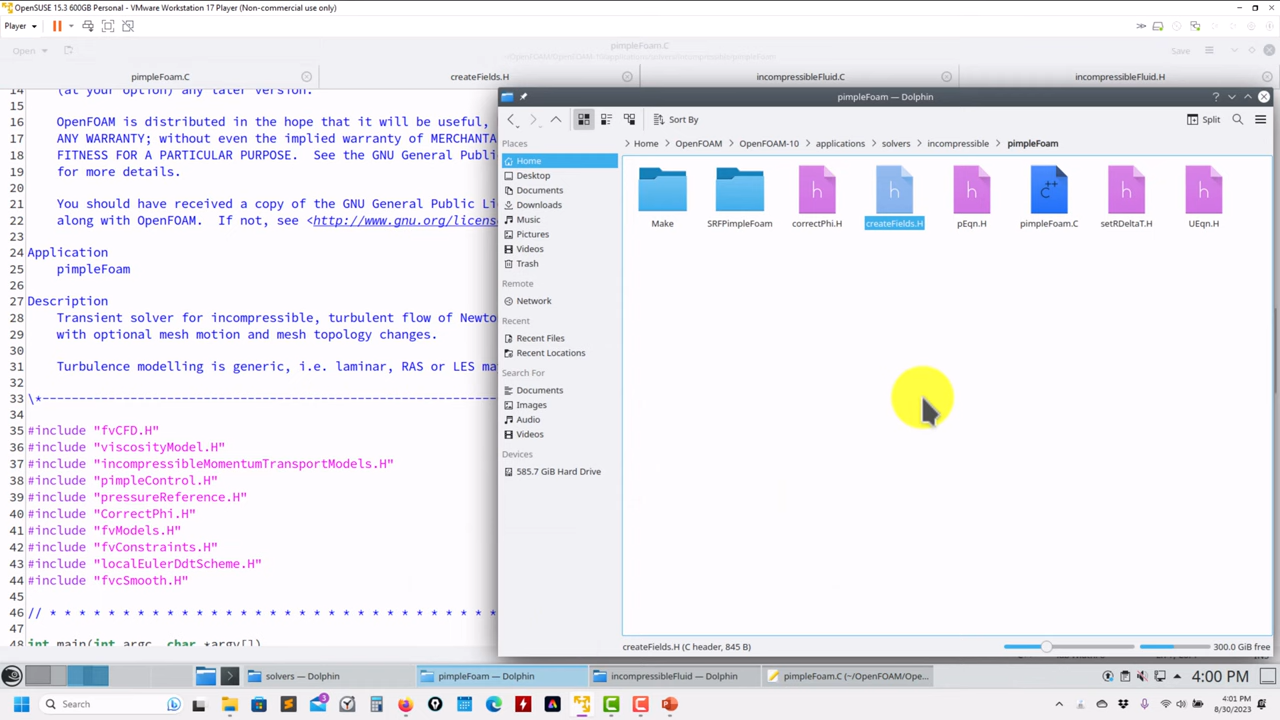 OpenSUSE 15.3 600GB Personal - VMware Workstation 17 Player (Non-commercial use only)
Player
Open
pimpleFoam.C
Save
pimpleFoam.C
createFields.H
incompressibleFluid.C
incompressibleFluid.H
14 (at your option) any later version.
15
16 OpenFOAM is distributed in the hope that it will be useful,
17 ANY WARRANTY; without even the implied warranty of MERCHANTA
18 FITNESS FOR A PARTICULAR PURPOSE. See the GNU General Publi
19 for more details.
20
21 You should have received a copy of the GNU General Public Li
22 along with OpenFOAM. If not, see <http://www.gnu.org/license
23
24 Application
25 pimpleFoam
26
27 Description
28 Transient solver for incompressible, turbulent flow of Newto
29 with optional mesh motion and mesh topology changes.
30
31 Turbulence modelling is generic, i.e. laminar, RAS or LES ma
32
33 \*---------------------------------------------------
34
35 #include "fvCFD.H"
36 #include "viscosityModel.H"
37 #include "incompressibleMomentumTransportModels.H"
38 #include "pimpleControl.H"
39 #include "pressureReference.H"
40 #include "CorrectPhi.H"
41 #include "fvModels.H"
42 #include "fvConstraints.H"
43 #include "localEulerDdtScheme.H"
44 #include "fvcSmooth.H"
45
46 // * * * * * * * * * * * * * * * * * * * * * * * * * * * * *
47
48 int main(int argc, char *argv[])
pimpleFoam — Dolphin
Sort By
Split
Places
Home
Desktop
Documents
Downloads
Music
Pictures
Videos
Trash
Remote
Network
Recent
Recent Files
Recent Locations
Search For
Documents
Images
Audio
Videos
Devices
585.7 GiB Hard Drive
> Home > OpenFOAM > OpenFOAM-10 > applications > solvers > incompressible > pimpleFoam
h h h C++ h h
Make SRFPimpleFoam correctPhi.H createFields.H pEqn.H pimpleFoam.C setRDeltaT.H UEqn.H
createFields.H (C header, 845 B)
300.0 GiB free
solvers — Dolphin
pimpleFoam — Dolphin
incompressibleFluid — Dolphin
pimpleFoam.C (~/OpenFOAM/Ope...
4:00 PM
Search
3
4:01 PM
8/30/2023